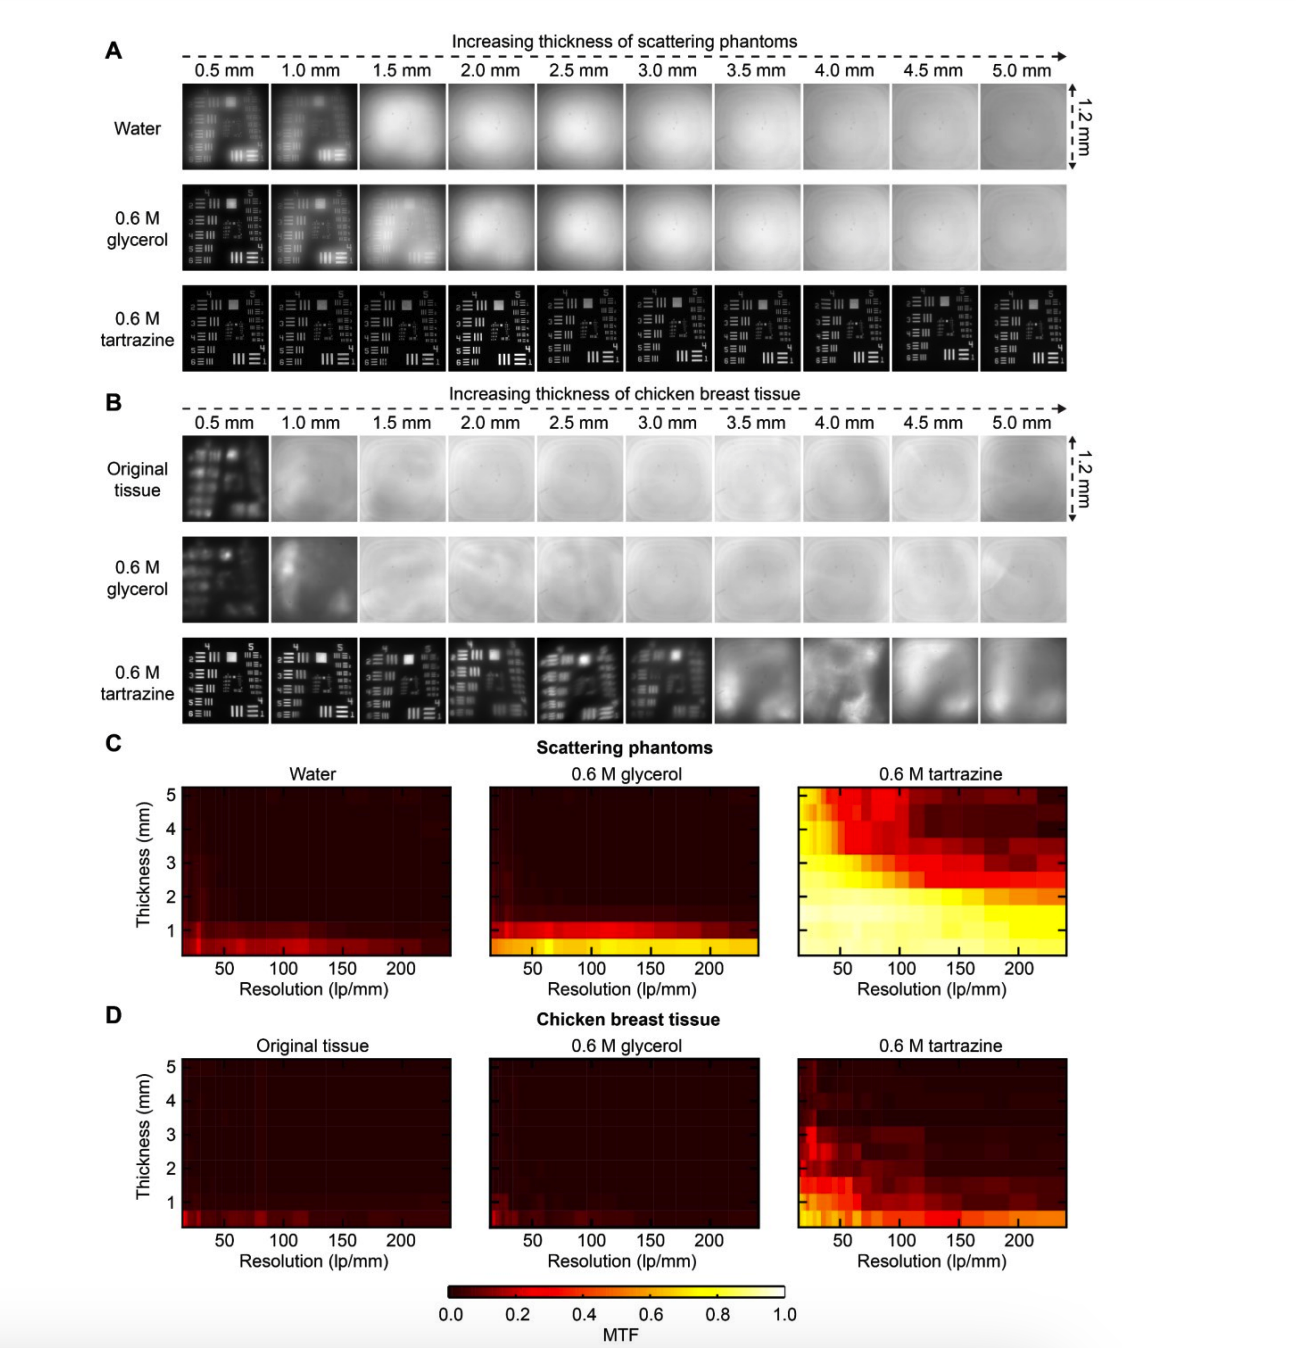 A
Increasing thickness of scattering phantoms
0.5 mm 1.0 mm 1.5 mm 2.0 mm 2.5 mm 3.0 mm 3.5 mm 4.0 mm 4.5 mm 5.0 mm
Water
1.2 mm
0.6 M
glycerol
0.6 M
tartrazine
B
Increasing thickness of chicken breast tissue
0.5 mm 1.0 mm 1.5 mm 2.0 mm 2.5 mm 3.0 mm 3.5 mm 4.0 mm 4.5 mm 5.0 mm
Original
tissue
1.2 mm
0.6 M
glycerol
0.6 M
tartrazine
C
Scattering phantoms
Water 0.6 M glycerol 0.6 M tartrazine
Thickness (mm)
5
4
3
2
1
50 100 150 200 50 100 150 200 50 100 150 200
Resolution (lp/mm) Resolution (lp/mm) Resolution (lp/mm)
D
Chicken breast tissue
Original tissue 0.6 M glycerol 0.6 M tartrazine
Thickness (mm)
5
4
3
2
1
50 100 150 200 50 100 150 200 50 100 150 200
Resolution (lp/mm) Resolution (lp/mm) Resolution (lp/mm)
0.0 0.2 0.4 0.6 0.8 1.0
MTF